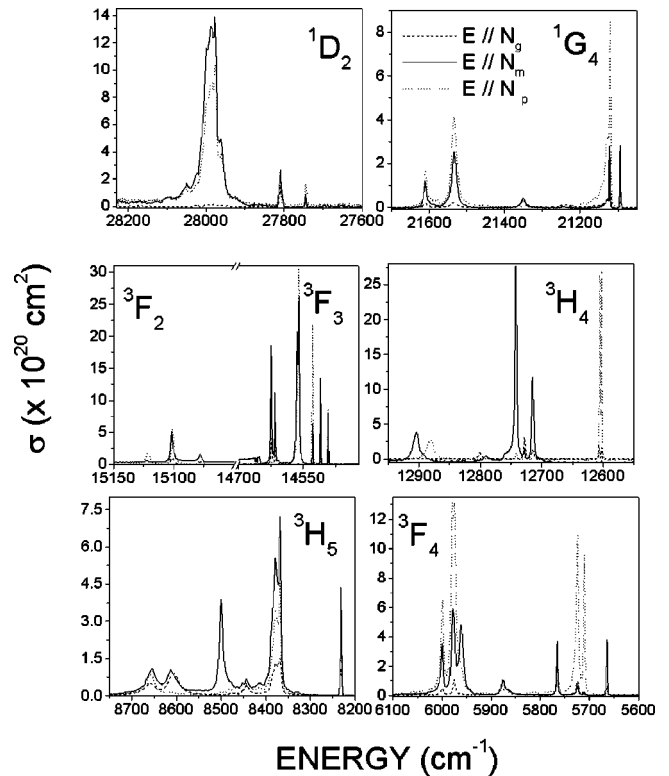 14
12
10
8
6
4
2
0
¹D₂
28200 28000 27800 27600
8
6
4
2
0
E // N_g
E // N_m
E // N_p
¹G₄
21600 21400 21200
30
25
20
15
10
5
0
³F₂
³F₃
15150 15100 14700 14550
25
20
15
10
5
0
³H₄
12900 12800 12700 12600
7.5
6.0
4.5
3.0
1.5
0.0
³H₅
8700 8600 8500 8400 8300 8200
12
10
8
6
4
2
0
³F₄
6100 6000 5900 5800 5700 5600
σ (x 10²⁰ cm²)
ENERGY (cm⁻¹)